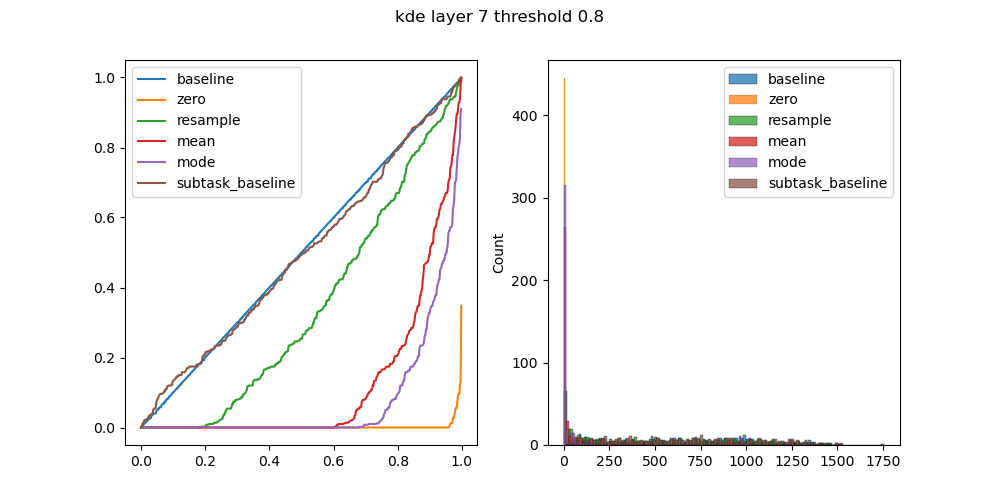 kde layer 7 threshold 0.8
baseline
zero
resample
mean
mode
subtask_baseline
1.0
0.8
0.6
0.4
0.2
0.0
0.0 0.2 0.4 0.6 0.8 1.0
baseline
zero
resample
mean
mode
subtask_baseline
Count
400
300
200
100
0
0 250 500 750 1000 1250 1500 1750